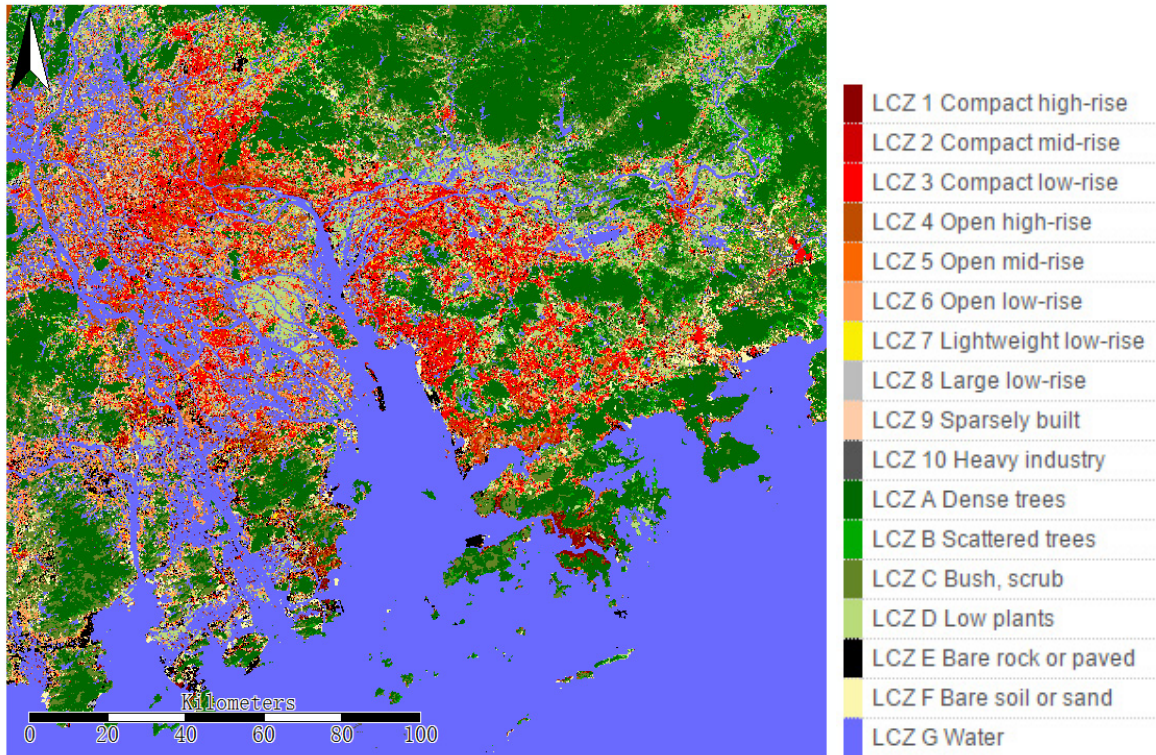 LCZ 1 Compact high-rise
LCZ 2 Compact mid-rise
LCZ 3 Compact low-rise
LCZ 4 Open high-rise
LCZ 5 Open mid-rise
LCZ 6 Open low-rise
LCZ 7 Lightweight low-rise
LCZ 8 Large low-rise
LCZ 9 Sparsely built
LCZ 10 Heavy industry
LCZ A Dense trees
LCZ B Scattered trees
LCZ C Bush, scrub
LCZ D Low plants
LCZ E Bare rock or paved
LCZ F Bare soil or sand
LCZ G Water
Kilometers
0 20 40 60 80 100